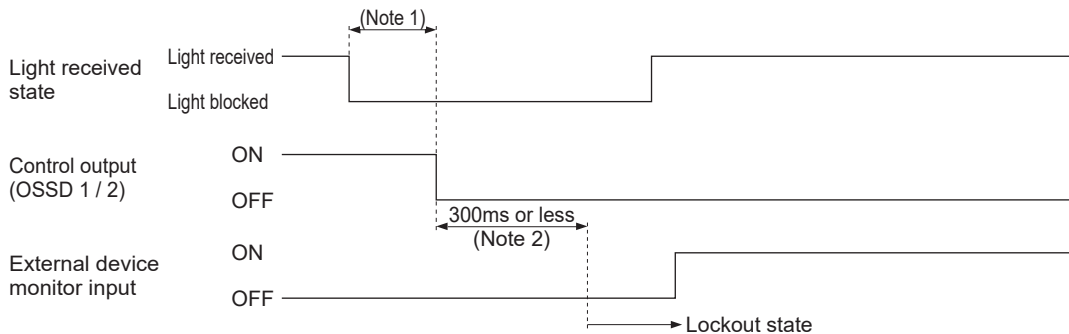 (Note 1)
Light received
state
Light received
Light blocked
Control output
(OSSD 1 / 2)
ON
OFF
300ms or less
(Note 2)
External device
monitor input
ON
OFF
Lockout state